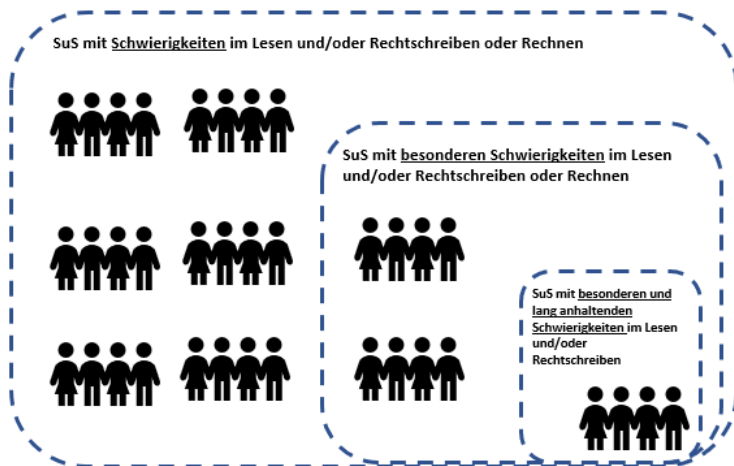 SuS mit Schwierigkeiten im Lesen und/oder Rechtschreiben oder Rechnen
SuS mit besonderen Schwierigkeiten im Lesen
und/oder Rechtschreiben oder Rechnen
SuS mit besonderen und
lang anhaltenden
Schwierigkeiten im Lesen
und/oder
Rechtschreiben